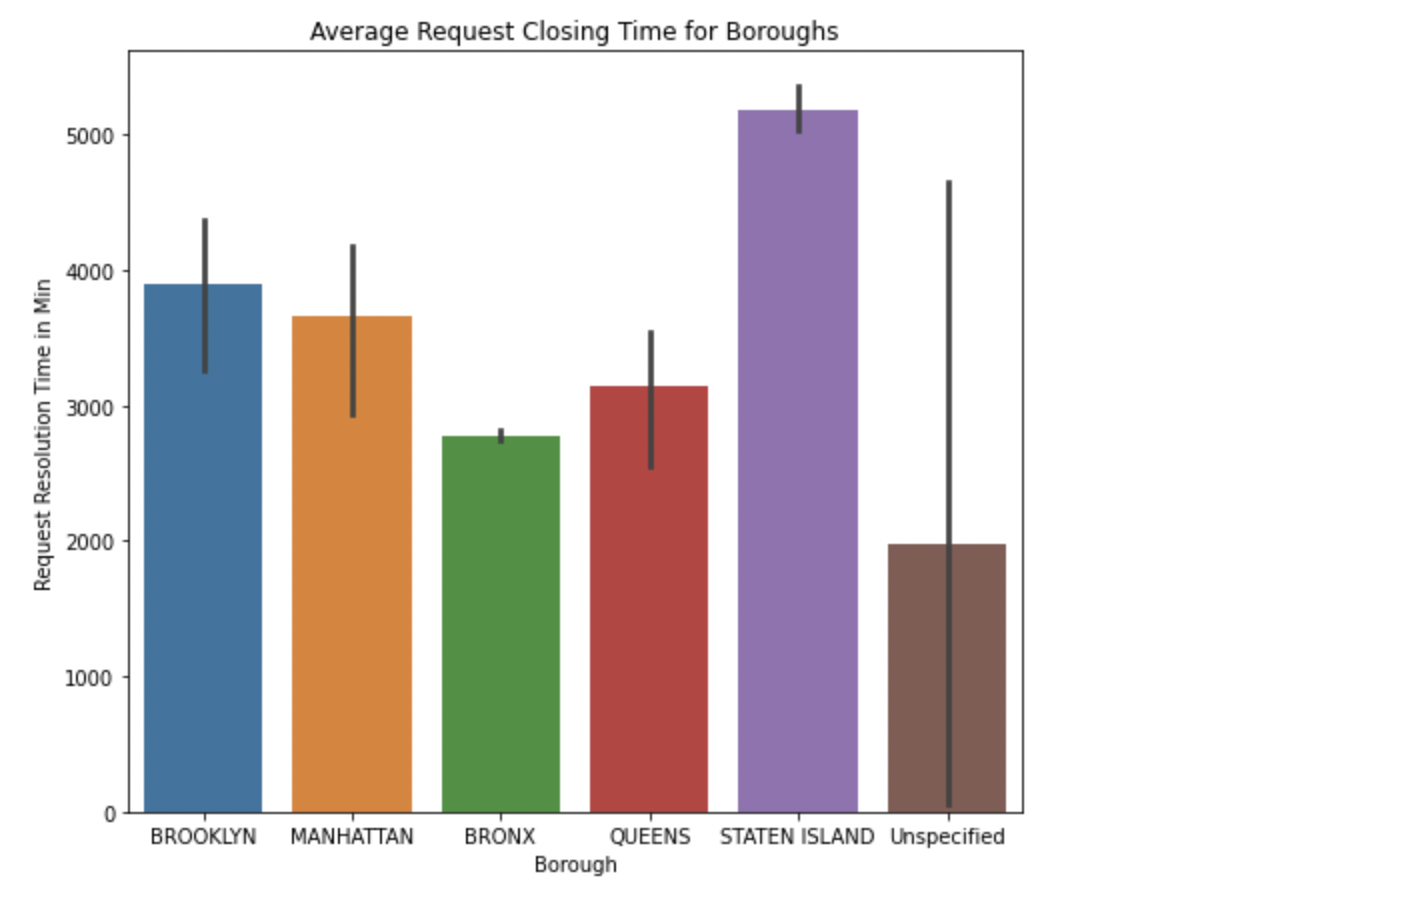 Average Request Closing Time for Boroughs
Request Resolution Time in Min
5000
4000
3000
2000
1000
0
BROOKLYN MANHATTAN BRONX QUEENS STATEN ISLAND Unspecified
Borough